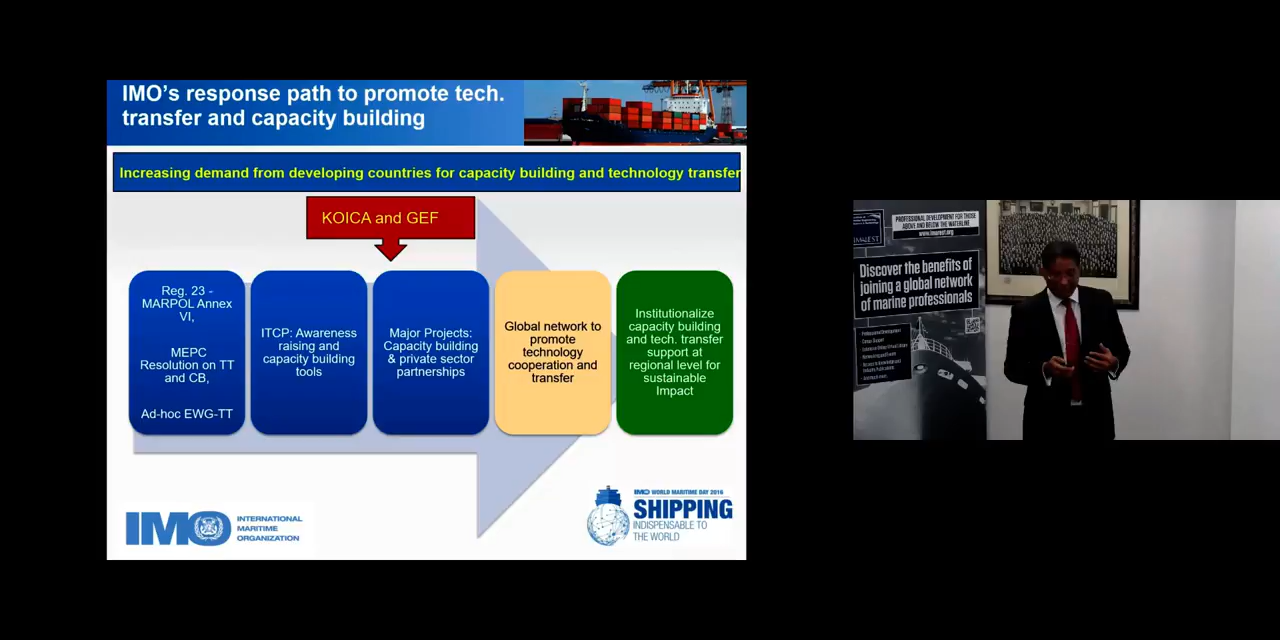 IMO’s response path to promote tech.
transfer and capacity building
Increasing demand from developing countries for capacity building and technology transfer
KOICA and GEF
Reg. 23 -
MARPOL Annex
VI,
MEPC
Resolution on TT
and CB,
Ad-hoc EWG-TT
ITCP: Awareness
raising and
capacity building
tools
Major Projects:
Capacity building
& private sector
partnerships
Global network to
promote
technology
cooperation and
transfer
Institutionalize
capacity building
and tech. transfer
support at
regional level for
sustainable
Impact
IMO
INTERNATIONAL
MARITIME
ORGANIZATION
IMO WORLD MARITIME DAY 2016
SHIPPING
INDISPENSABLE TO
THE WORLD
PROFESSIONAL DEVELOPMENT FOR THOSE
ABOVE AND BELOW THE WATERLINE
www.imarest.org
Discover the benefits of
joining a global network
of marine professionals